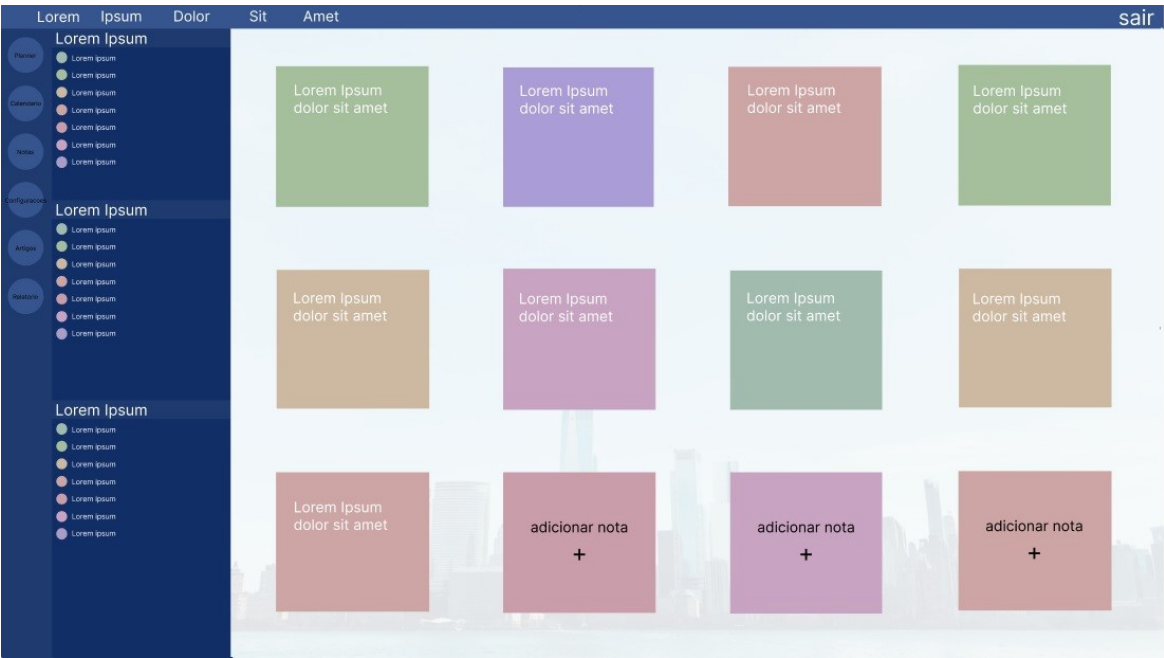 Lorem Ipsum Dolor Sit Amet sair
Planner
Calendario
Notas
Configuracoes
Artigos
Relatorio
Lorem Ipsum
Lorem ipsum
Lorem ipsum
Lorem ipsum
Lorem ipsum
Lorem ipsum
Lorem ipsum
Lorem ipsum
Lorem Ipsum
Lorem ipsum
Lorem ipsum
Lorem ipsum
Lorem ipsum
Lorem ipsum
Lorem ipsum
Lorem ipsum
Lorem Ipsum
Lorem ipsum
Lorem ipsum
Lorem ipsum
Lorem ipsum
Lorem ipsum
Lorem ipsum
Lorem ipsum
Lorem Ipsum
dolor sit amet
Lorem Ipsum
dolor sit amet
Lorem Ipsum
dolor sit amet
Lorem Ipsum
dolor sit amet
Lorem Ipsum
dolor sit amet
Lorem Ipsum
dolor sit amet
Lorem Ipsum
dolor sit amet
Lorem Ipsum
dolor sit amet
Lorem Ipsum
dolor sit amet
adicionar nota
+
adicionar nota
+
adicionar nota
+